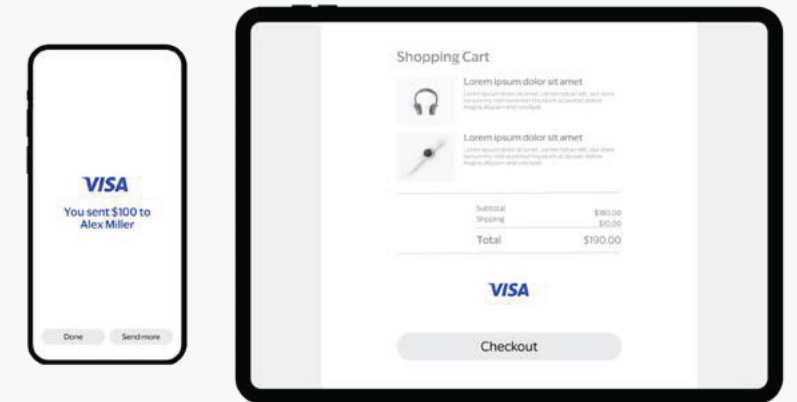 VISA
You sent $100 to
Alex Miller
Done
Send more
Shopping Cart
Lorem ipsum dolor sit amet
Lorem ipsum dolor sit amet
Subtotal
$180.00
Shipping
$10.00
Total
$190.00
VISA
Checkout